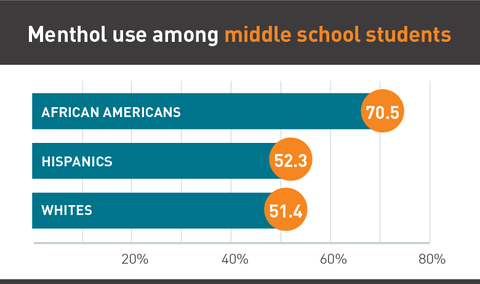 Menthol use among middle school students
AFRICAN AMERICANS 70.5
HISPANICS 52.3
WHITES 51.4
20% 40% 60% 80%